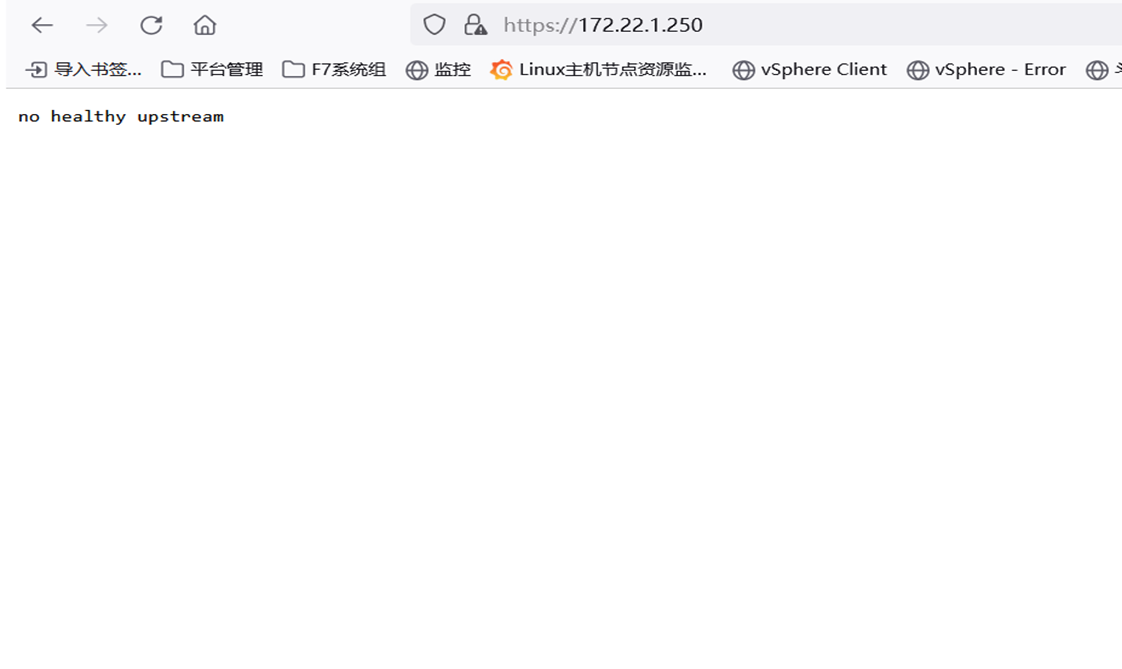 https://172.22.1.250
导入书签... 平台管理 F7系统组 监控 Linux主机节点资源监... vSphere Client vSphere - Error
no healthy upstream